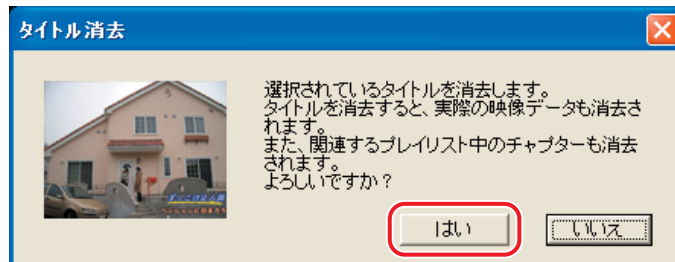 タイトル消去
選択されているタイトルを消去します。
タイトルを消去すると、実際の映像データも消去さ
れます。
また、関連するプレイリスト中のチャプターも消去
されます。
よろしいですか？
はい
いいえ